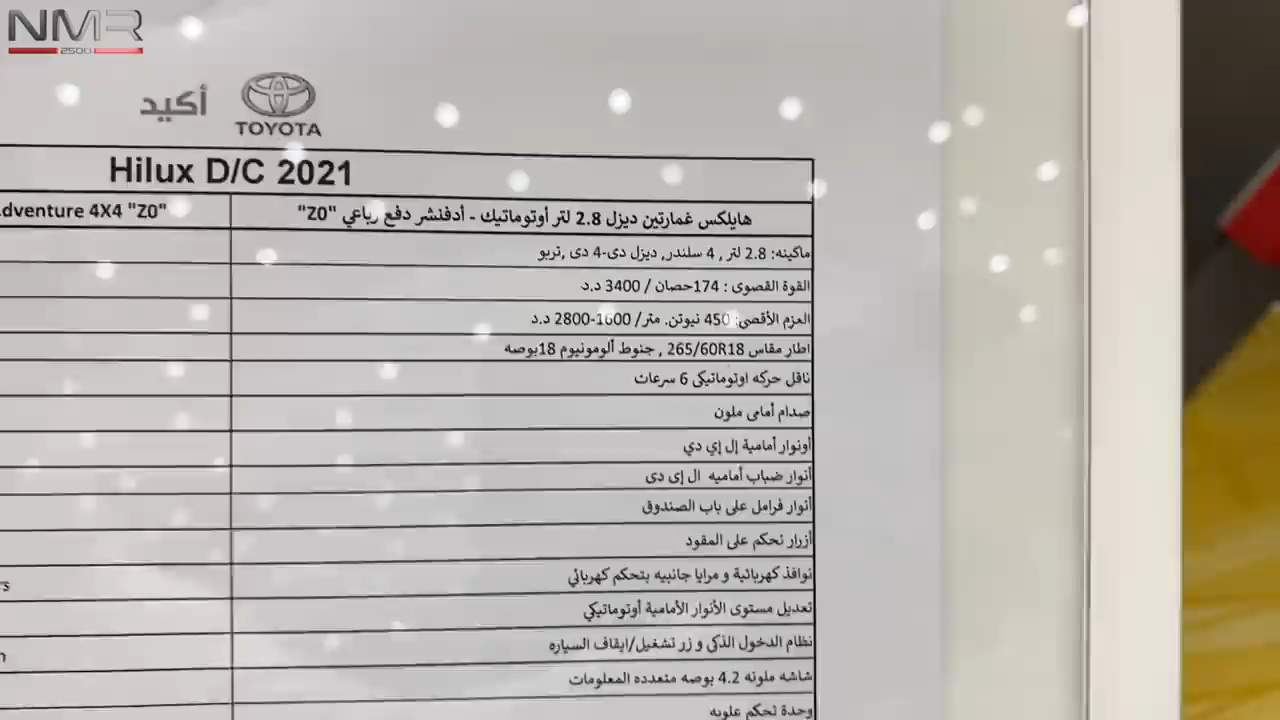 NMR
2500
أكيد
TOYOTA
Hilux D/C 2021
هايلكس غمارتين ديزل 2.8 لتر أوتوماتيك - أدفنشر دفع رباعي "Z0"
dventure 4X4 "Z0"
ماكينه: 2.8 لتر , 4 سلندر, ديزل دى-4 دى ,تربو
القوة القصوى : 174حصان / 3400 د.د
العزم الأقصى: 450 نيوتن. متر/ 1600-2800 د.د
اطار مقاس 265/60R18 , جنوط ألومونيوم 18بوصه
ناقل حركه اوتوماتيكى 6 سرعات
صدام أمامى ملون
أونوار أمامية إل إي دي
أنوار ضباب أماميه ال إى دى
أنوار فرامل على باب الصندوق
أزرار تحكم على المقود
نوافذ كهربائية و مرايا جانبيه بتحكم كهربائي
rs
تعديل مستوى الأنوار الأمامية أوتوماتيكي
نظام الدخول الذكى و زر تشغيل/ايقاف السياره
n
شاشه ملونه 4.2 بوصه متعدده المعلومات
وحدة تحكم علويه